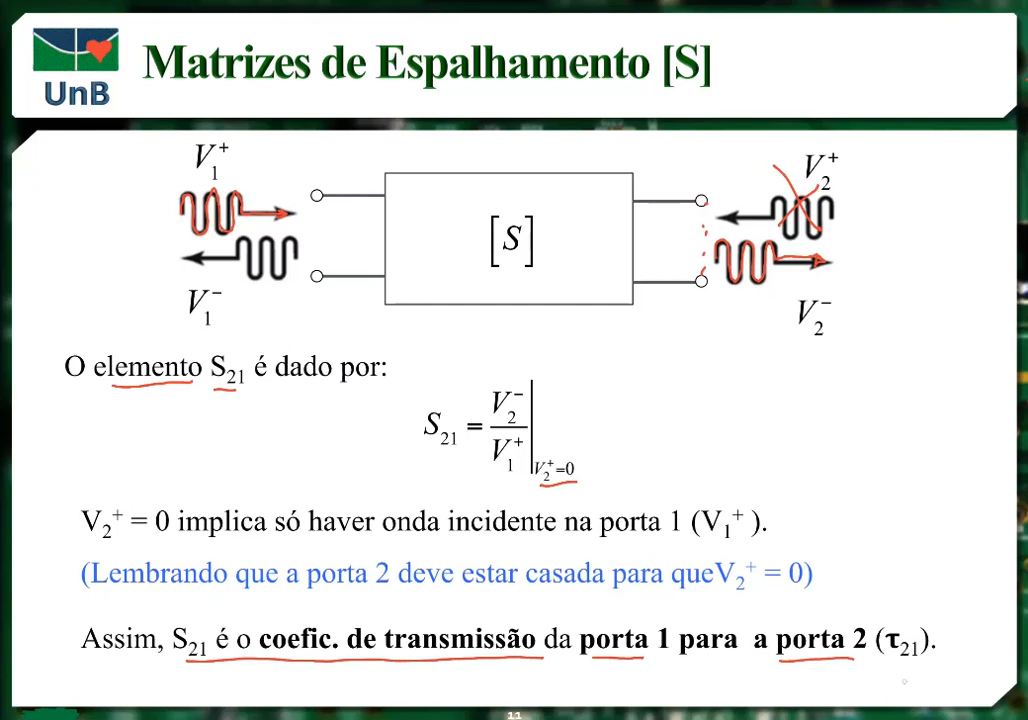 UnB
Matrizes de Espalhamento [S]
V₁⁺
V₂⁺
[S]
V₁⁻
V₂⁻
O elemento S₂₁ é dado por:
S₂₁ = V₂⁻ / V₁⁺ |V₂⁺=0
V₂⁺ = 0 implica só haver onda incidente na porta 1 (V₁⁺ ).
(Lembrando que a porta 2 deve estar casada para queV₂⁺ = 0)
Assim, S₂₁ é o coefic. de transmissão da porta 1 para a porta 2 (τ₂₁).
11